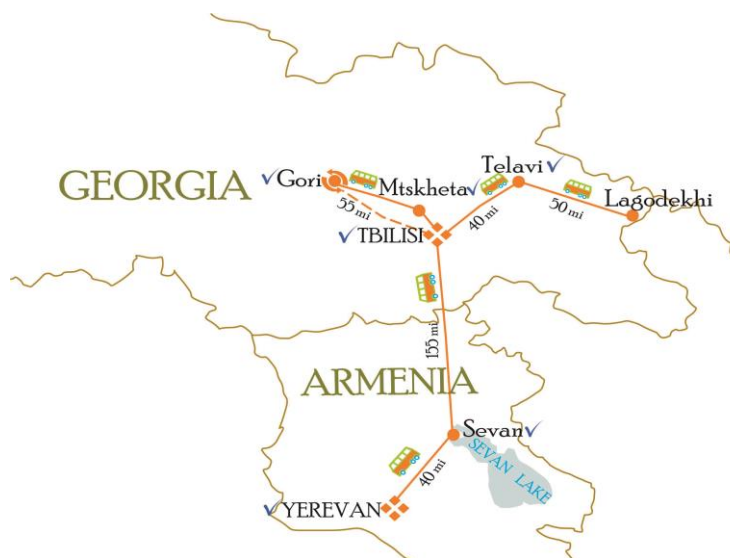 GEORGIA
Gori
Mtskheta
Telavi
Lagodekhi
55 mi
40 mi
50 mi
TBILISI
155 mi
ARMENIA
Sevan
SEVAN LAKE
40 mi
YEREVAN